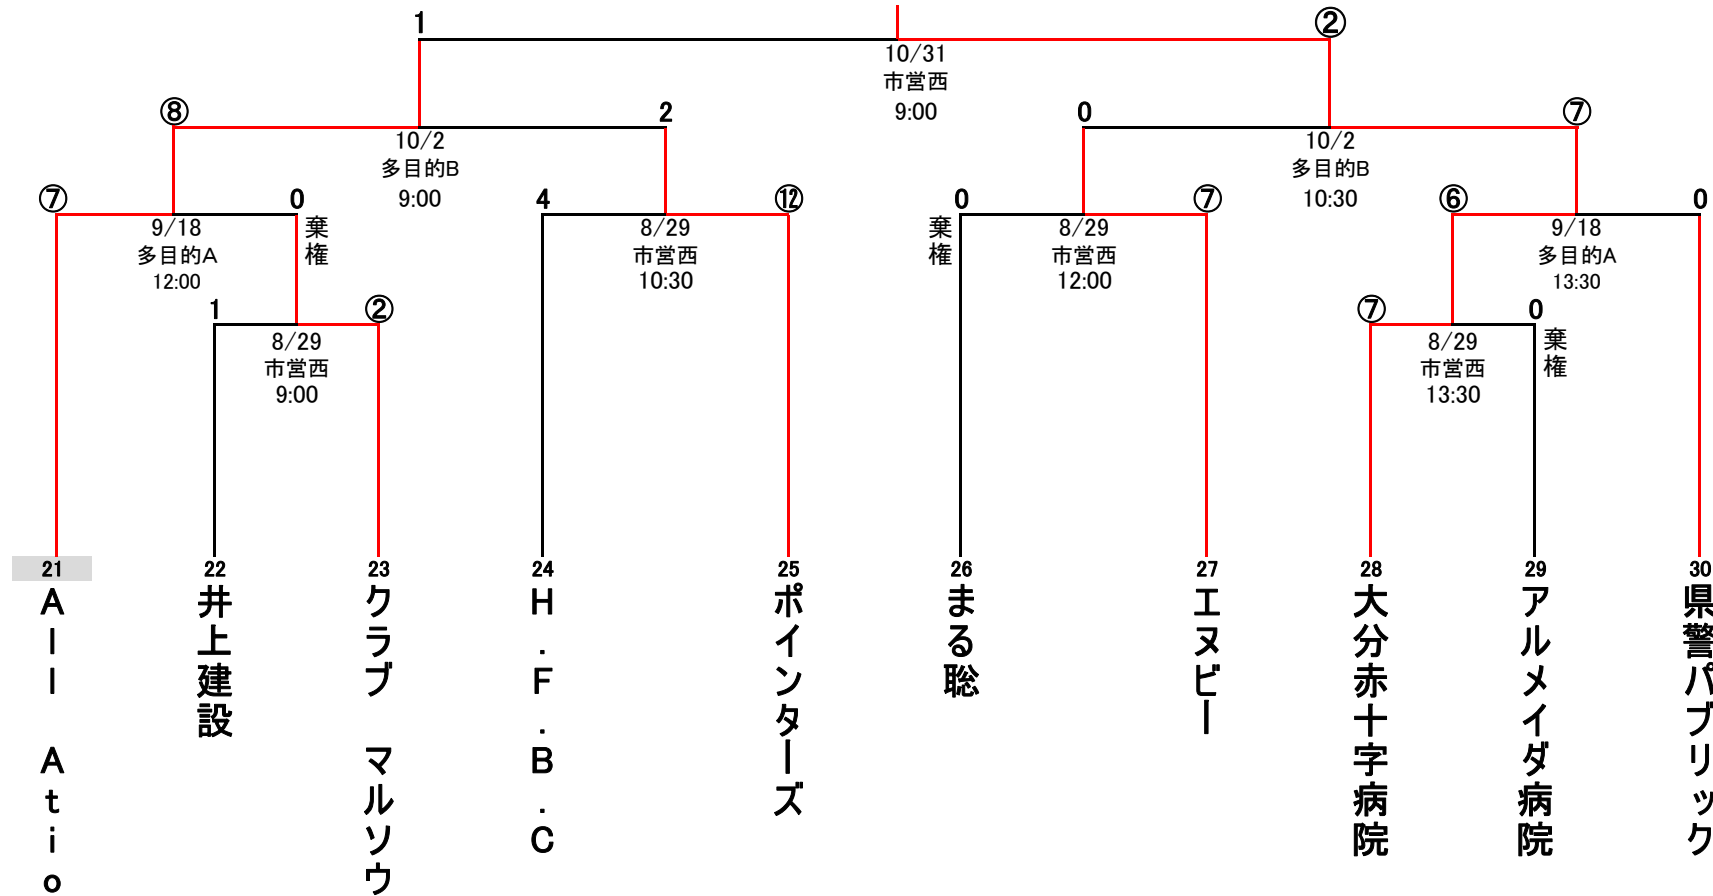 1
②
10/31
市営西
9:00
⑧
2
0
⑦
10/2
多目的B
9:00
10/2
多目的B
10:30
⑦
0
棄権
4
⑫
0
棄権
⑦
⑥
0
9/18
多目的A
12:00
8/29
市営西
10:30
8/29
市営西
12:00
9/18
多目的A
13:30
1
②
⑦
0
棄権
8/29
市営西
9:00
8/29
市営西
13:30
21
22
23
24
25
26
27
28
29
30
All Atio
井上建設
クラブ マルソウ
H.F.B.C
ポインターズ
まる聡
エヌビー
大分赤十字病院
アルメイダ病院
県警パブリック